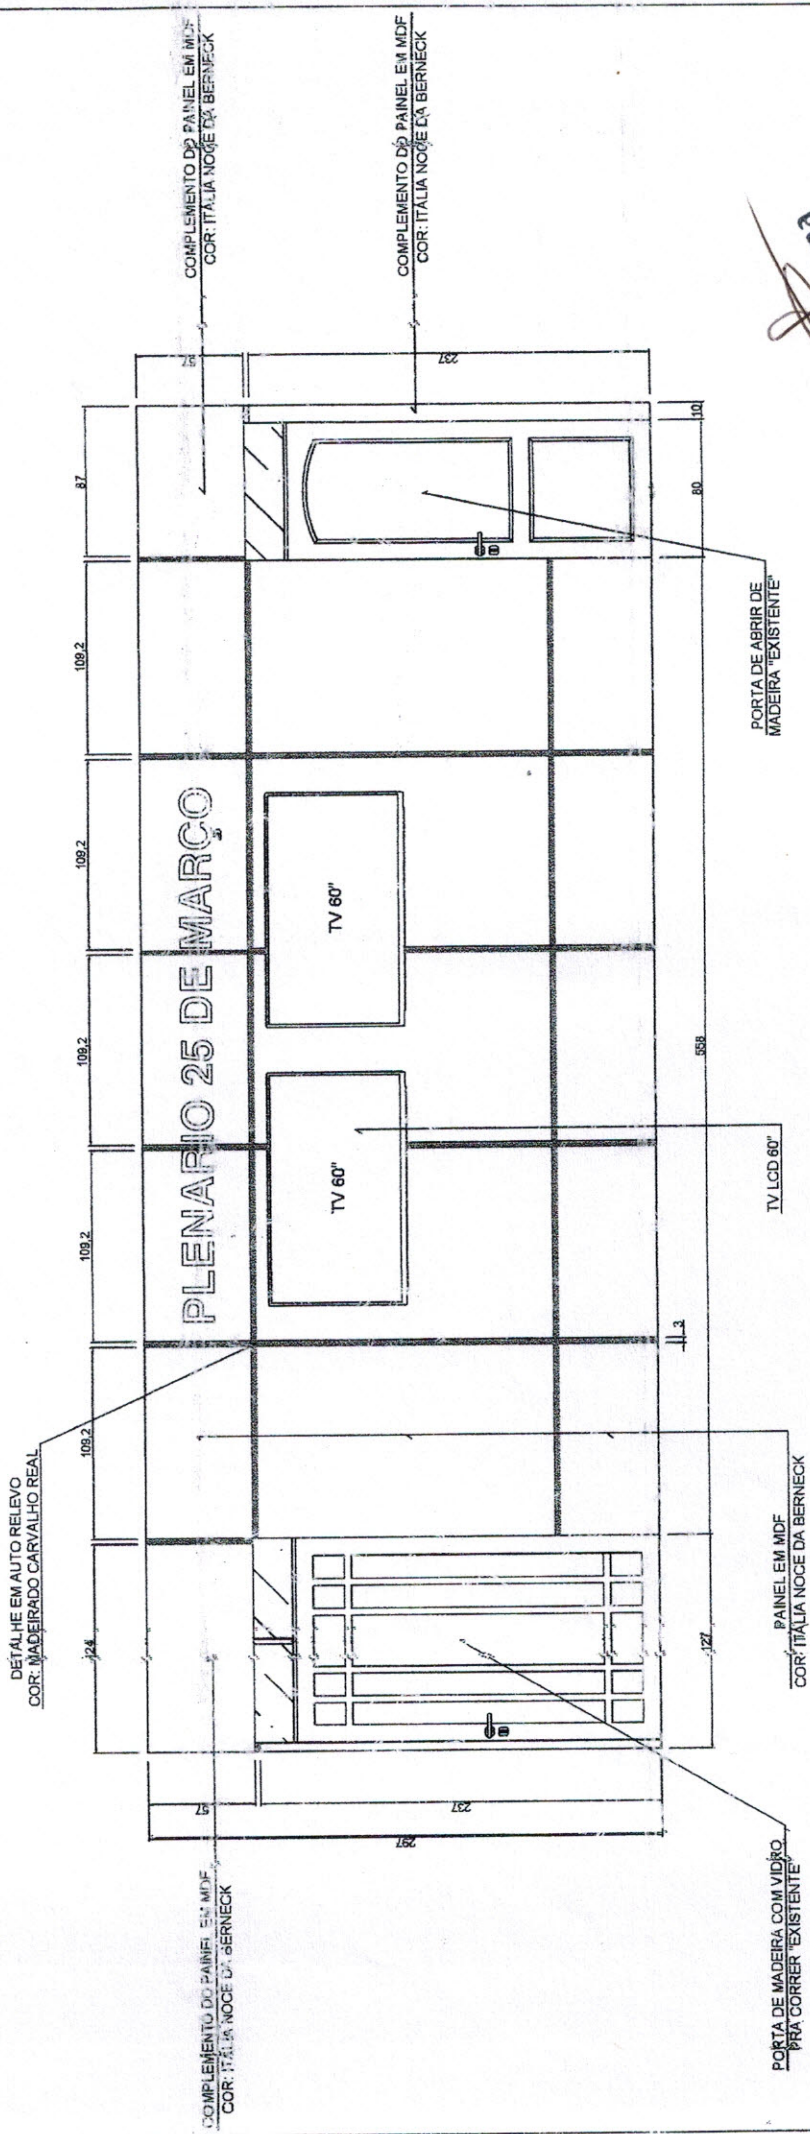 DETALHE EM AUTO RELEVO
COR: MADEIRADO CARVALHO REAL
COMPLEMENTO DO PAINEL EM MDF
COR: ITÁLIA NOCE DA BERNECK
COMPLEMENTO DO PAINEL EM MDF
COR: ITÁLIA NOCE DA BERNECK
COMPLEMENTO DO PAINEL EM MDF
COR: ITÁLIA NOCE DA BERNECK
124
109,2
109,2
109,2
109,2
109,2
87
57
237
297
57
237
PLENARIO 25 DE MARÇO
TV 60"
TV 60"
127
3
558
80
10
PORTA DE MADEIRA COM VIDRO
PRA CORRER "EXISTENTE"
PAINEL EM MDF
COR: ITÁLIA NOCE DA BERNECK
TV LCD 60"
PORTA DE ABRIR DE
MADEIRA "EXISTENTE"